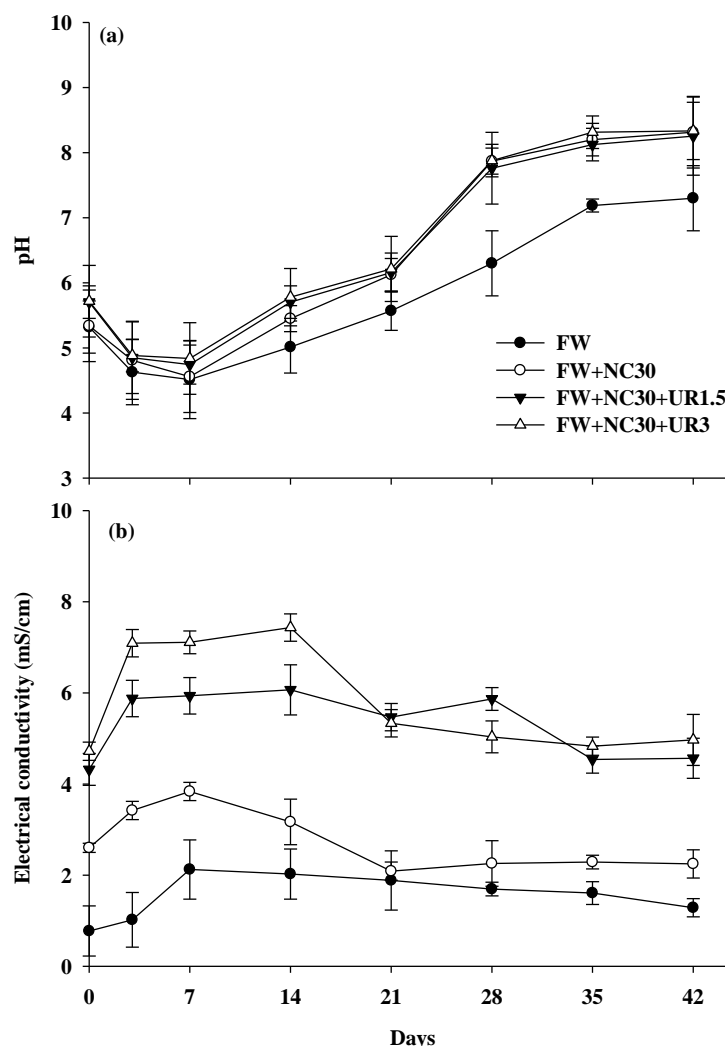 10
(a)
9
8
7
pH
6
5
4
3
FW
FW+NC30
FW+NC30+UR1.5
FW+NC30+UR3
10
(b)
8
6
Electrical conductivity (mS/cm)
4
2
0
0 7 14 21 28 35 42
Days